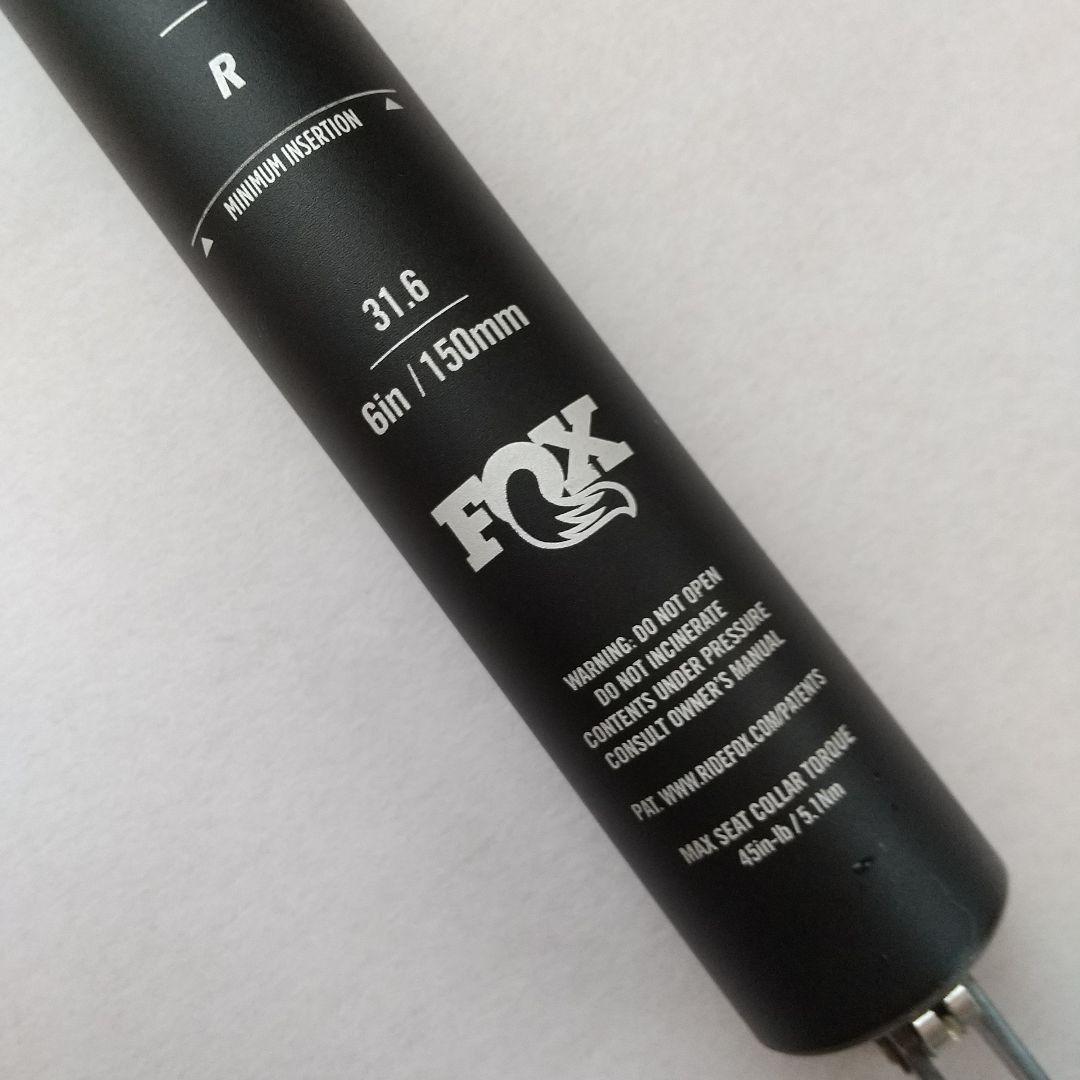 R
MINIMUM INSERTION
31.6
6in / 150mm
FOX
WARNING: DO NOT OPEN
DO NOT INCINERATE
CONTENTS UNDER PRESSURE
CONSULT OWNER'S MANUAL
PAT. WWW.RIDEFOX.COM/PATENTS
MAX SEAT COLLAR TORQUE
45in-lb / 5.1Nm